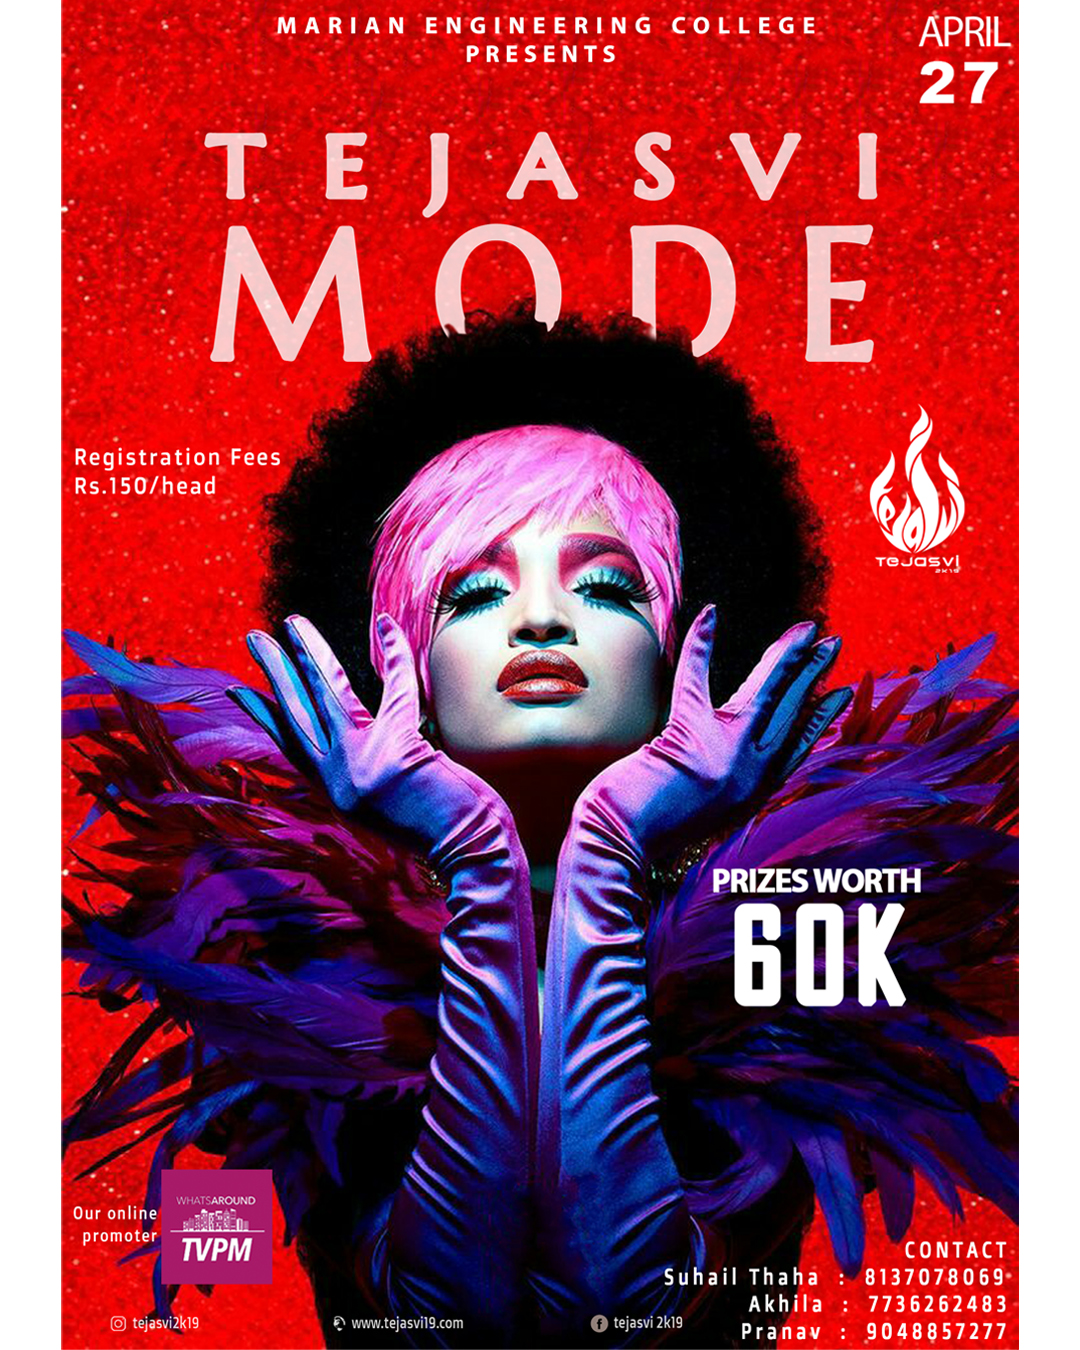 MARIAN ENGINEERING COLLEGE
PRESENTS
APRIL
27
TEJASVI
MODE
Registration Fees
Rs.150/head
TEJASVI
2K19
PRIZES WORTH
60K
Our online
promoter
WHATSAROUND
TVPM
CONTACT
Suhail Thaha : 8137078069
Akhila : 7736262483
Pranav : 9048857277
tejasvi2k19
www.tejasvi19.com
tejasvi 2k19